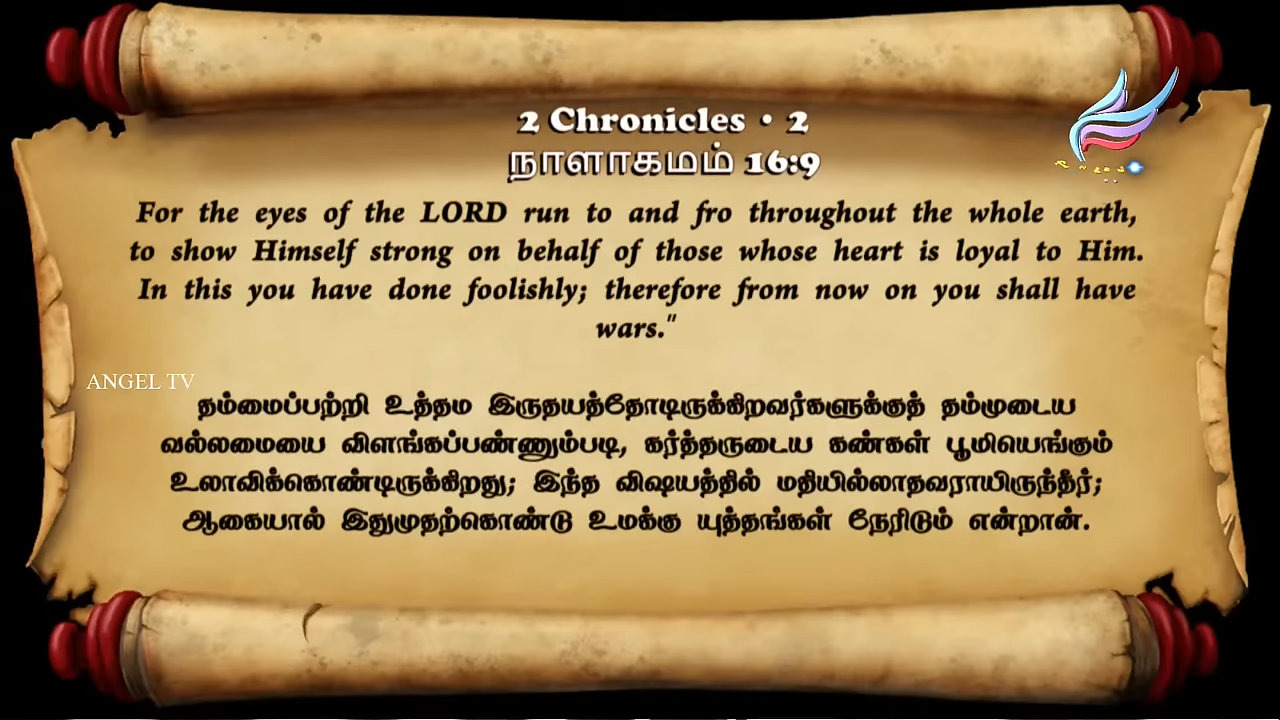 2 Chronicles • 2
நாளாகமம் 16:9
For the eyes of the LORD run to and fro throughout the whole earth,
to show Himself strong on behalf of those whose heart is loyal to Him.
In this you have done foolishly; therefore from now on you shall have
wars."
ANGEL TV
தம்மைப்பற்றி உத்தம இருதயத்தோடிருக்கிறவர்களுக்குத் தம்முடைய
வல்லமையை விளங்கப்பண்ணும்படி, கர்த்தருடைய கண்கள் பூமியெங்கும்
உலாவிக்கொண்டிருக்கிறது; இந்த விஷயத்தில் மதியில்லாதவராயிருந்தீர்;
ஆகையால் இதுமுதற்கொண்டு உமக்கு யுத்தங்கள் நேரிடும் என்றான்.